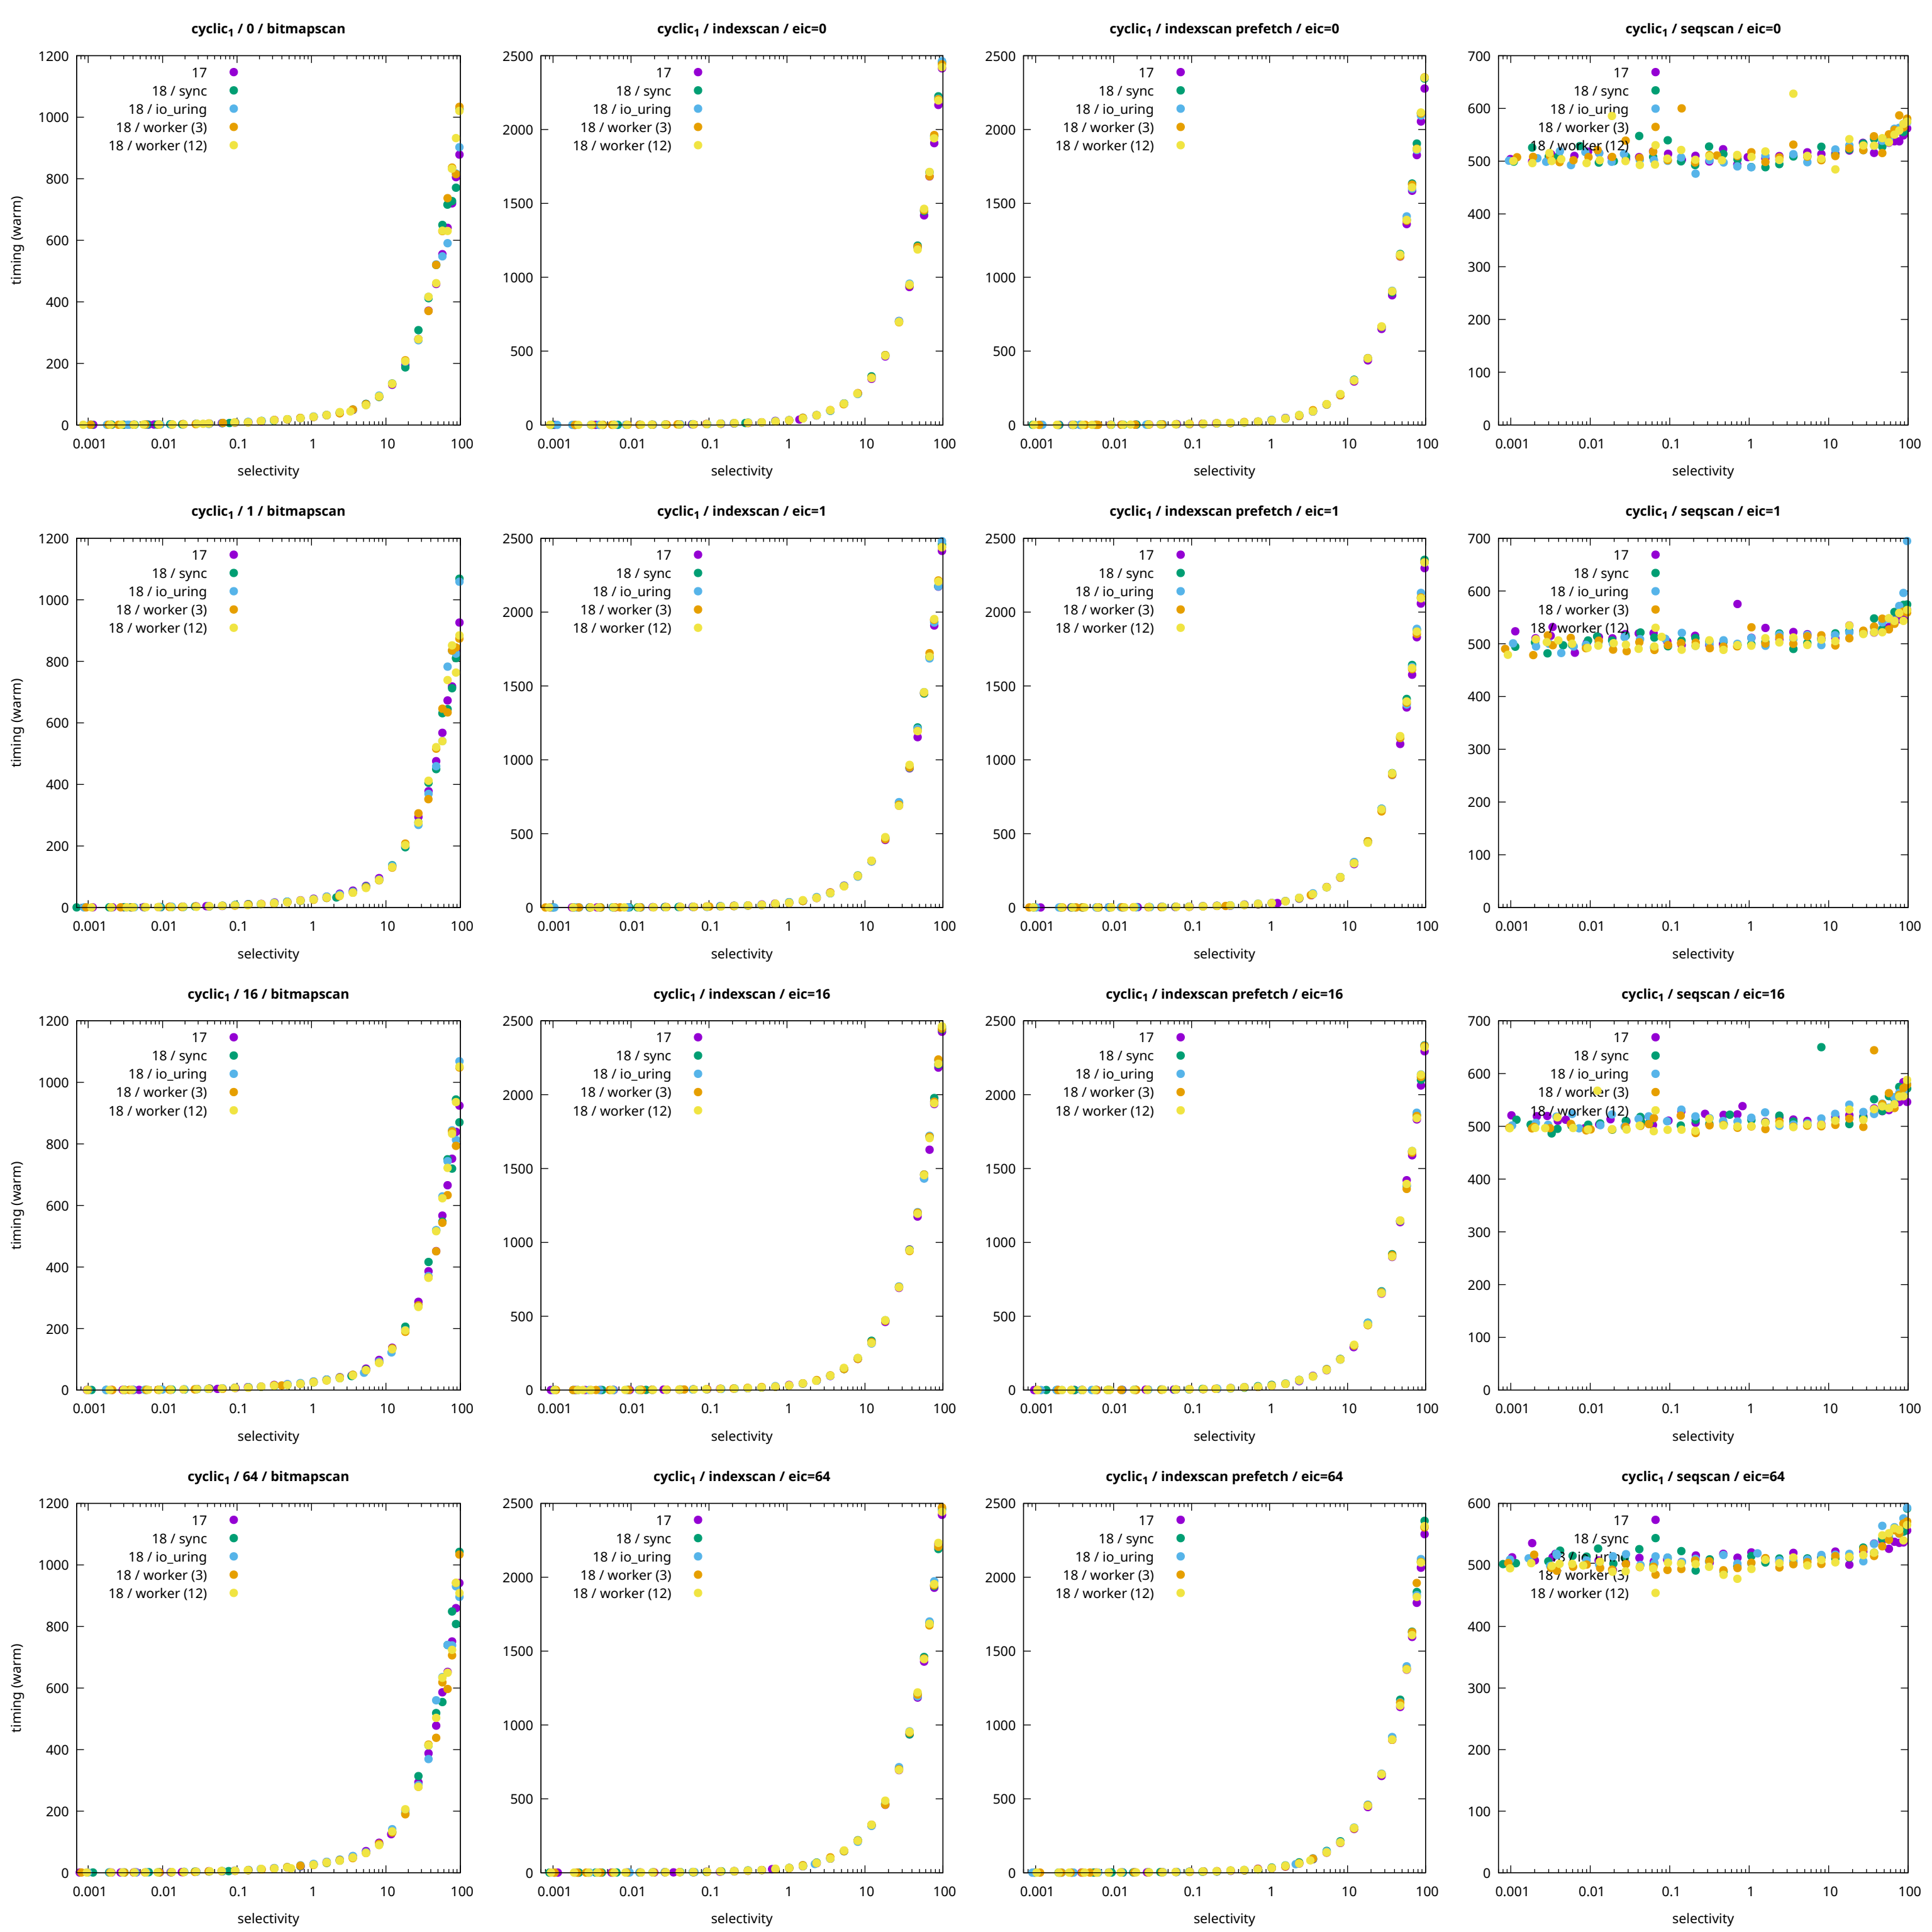 cyclic1 / 0 / bitmapscan
timing (warm)
1200
1000
800
600
400
200
0
17
18 / sync
18 / io_uring
18 / worker (3)
18 / worker (12)
0.001 0.01 0.1 1 10 100
selectivity
cyclic1 / indexscan / eic=0
2500
2000
1500
1000
500
0
17
18 / sync
18 / io_uring
18 / worker (3)
18 / worker (12)
0.001 0.01 0.1 1 10 100
selectivity
cyclic1 / indexscan prefetch / eic=0
2500
2000
1500
1000
500
0
17
18 / sync
18 / io_uring
18 / worker (3)
18 / worker (12)
0.001 0.01 0.1 1 10 100
selectivity
cyclic1 / seqscan / eic=0
700
600
500
400
300
200
100
0
17
18 / sync
18 / io_uring
18 / worker (3)
18 / worker (12)
0.001 0.01 0.1 1 10 100
selectivity
cyclic1 / 1 / bitmapscan
timing (warm)
1200
1000
800
600
400
200
0
17
18 / sync
18 / io_uring
18 / worker (3)
18 / worker (12)
0.001 0.01 0.1 1 10 100
selectivity
cyclic1 / indexscan / eic=1
2500
2000
1500
1000
500
0
17
18 / sync
18 / io_uring
18 / worker (3)
18 / worker (12)
0.001 0.01 0.1 1 10 100
selectivity
cyclic1 / indexscan prefetch / eic=1
2500
2000
1500
1000
500
0
17
18 / sync
18 / io_uring
18 / worker (3)
18 / worker (12)
0.001 0.01 0.1 1 10 100
selectivity
cyclic1 / seqscan / eic=1
700
600
500
400
300
200
100
0
17
18 / sync
18 / io_uring
18 / worker (3)
18 / worker (12)
0.001 0.01 0.1 1 10 100
selectivity
cyclic1 / 16 / bitmapscan
timing (warm)
1200
1000
800
600
400
200
0
17
18 / sync
18 / io_uring
18 / worker (3)
18 / worker (12)
0.001 0.01 0.1 1 10 100
selectivity
cyclic1 / indexscan / eic=16
2500
2000
1500
1000
500
0
17
18 / sync
18 / io_uring
18 / worker (3)
18 / worker (12)
0.001 0.01 0.1 1 10 100
selectivity
cyclic1 / indexscan prefetch / eic=16
2500
2000
1500
1000
500
0
17
18 / sync
18 / io_uring
18 / worker (3)
18 / worker (12)
0.001 0.01 0.1 1 10 100
selectivity
cyclic1 / seqscan / eic=16
700
600
500
400
300
200
100
0
17
18 / sync
18 / io_uring
18 / worker (3)
18 / worker (12)
0.001 0.01 0.1 1 10 100
selectivity
cyclic1 / 64 / bitmapscan
timing (warm)
1200
1000
800
600
400
200
0
17
18 / sync
18 / io_uring
18 / worker (3)
18 / worker (12)
0.001 0.01 0.1 1 10 100
selectivity
cyclic1 / indexscan / eic=64
2500
2000
1500
1000
500
0
17
18 / sync
18 / io_uring
18 / worker (3)
18 / worker (12)
0.001 0.01 0.1 1 10 100
selectivity
cyclic1 / indexscan prefetch / eic=64
2500
2000
1500
1000
500
0
17
18 / sync
18 / io_uring
18 / worker (3)
18 / worker (12)
0.001 0.01 0.1 1 10 100
selectivity
cyclic1 / seqscan / eic=64
600
500
400
300
200
100
0
17
18 / sync
18 / io_uring
18 / worker (3)
18 / worker (12)
0.001 0.01 0.1 1 10 100
selectivity